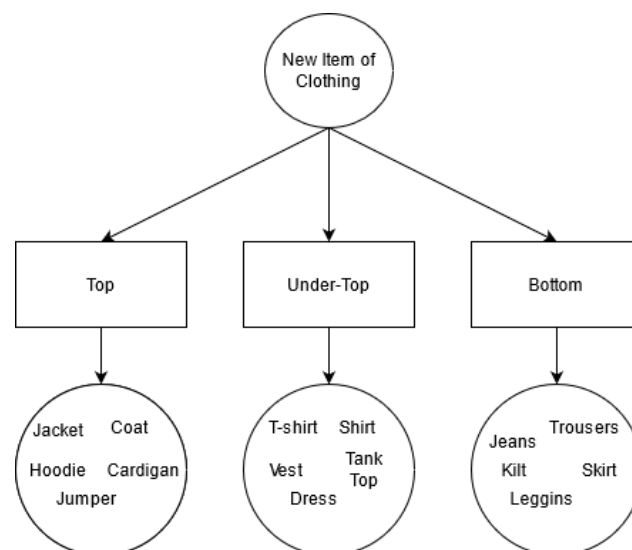 New Item of
Clothing
Top
Under-Top
Bottom
Jacket
Coat
Hoodie
Cardigan
Jumper
T-shirt
Shirt
Vest
Tank
Top
Dress
Jeans
Trousers
Kilt
Skirt
Leggins